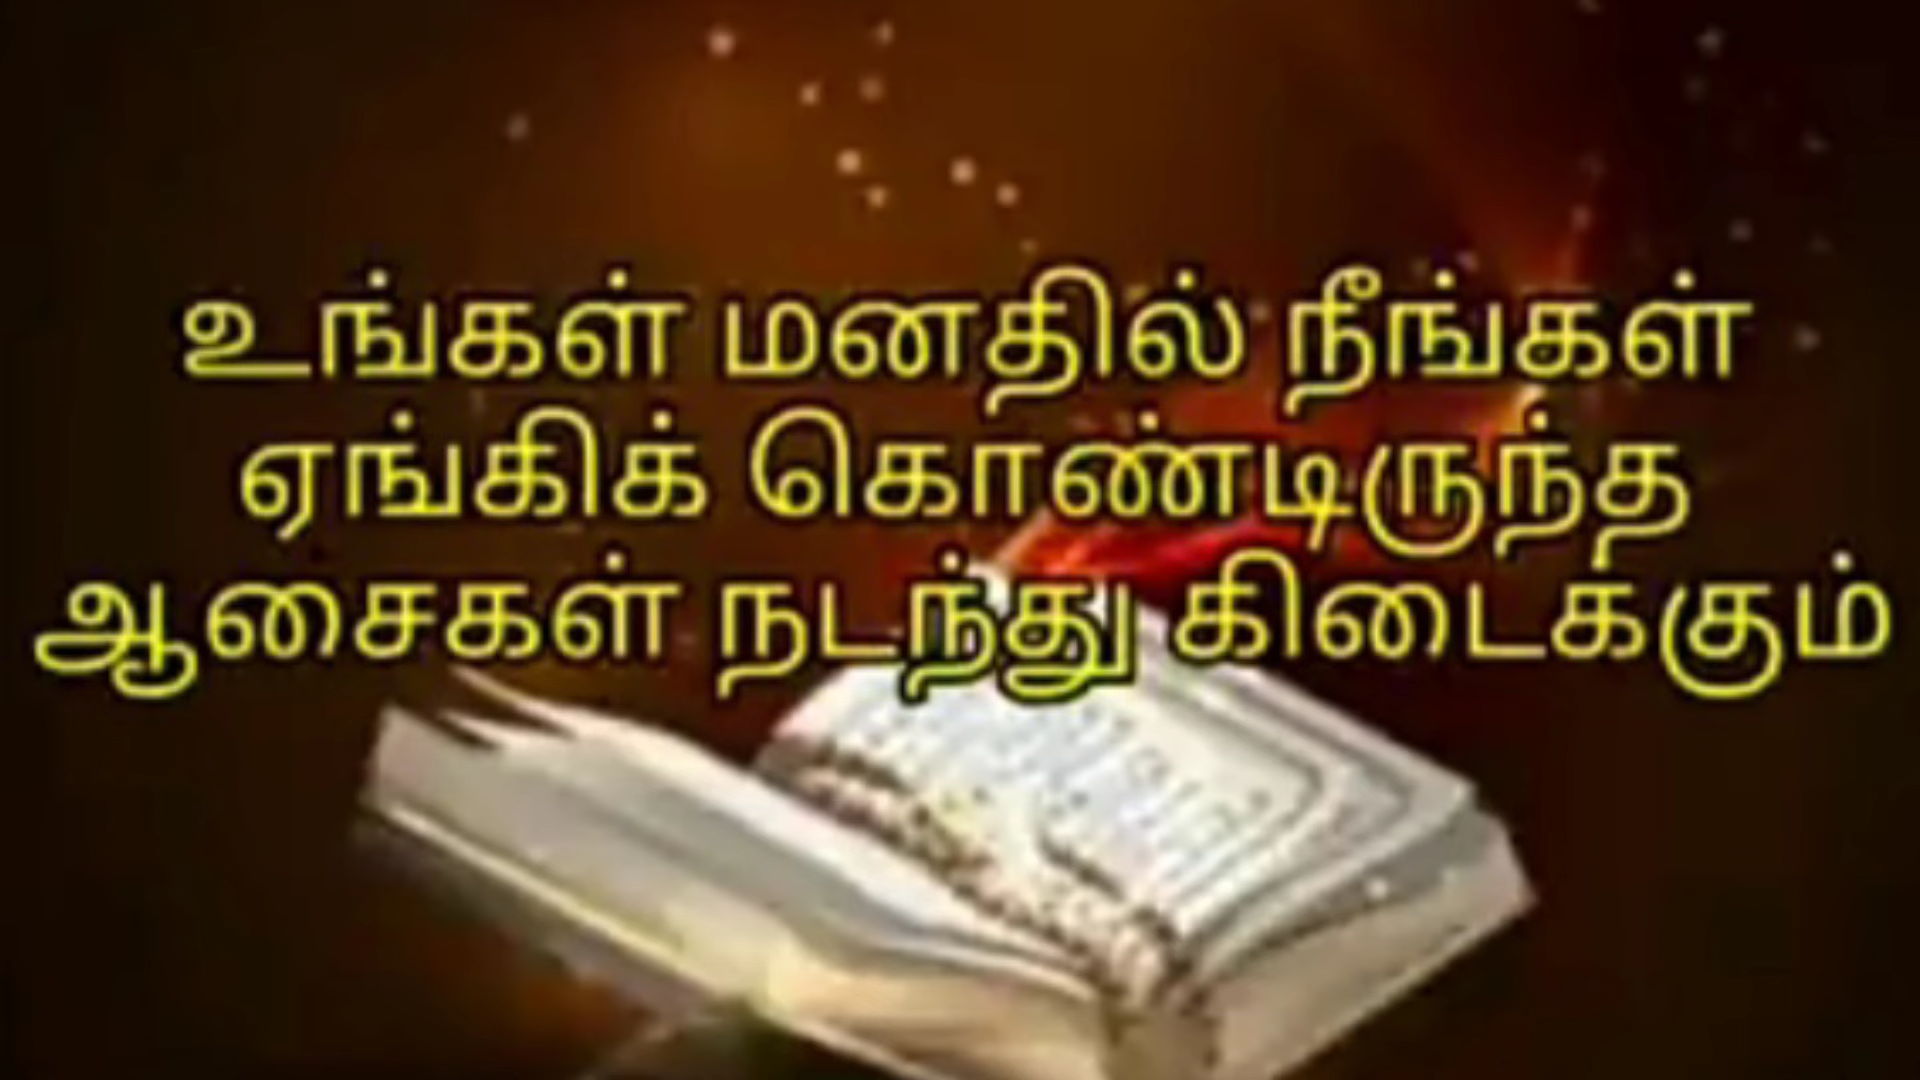 உங்கள் மனதில் நீங்கள்
ஏங்கிக் கொண்டிருந்த
ஆசைகள் நடந்து கிடைக்கும்